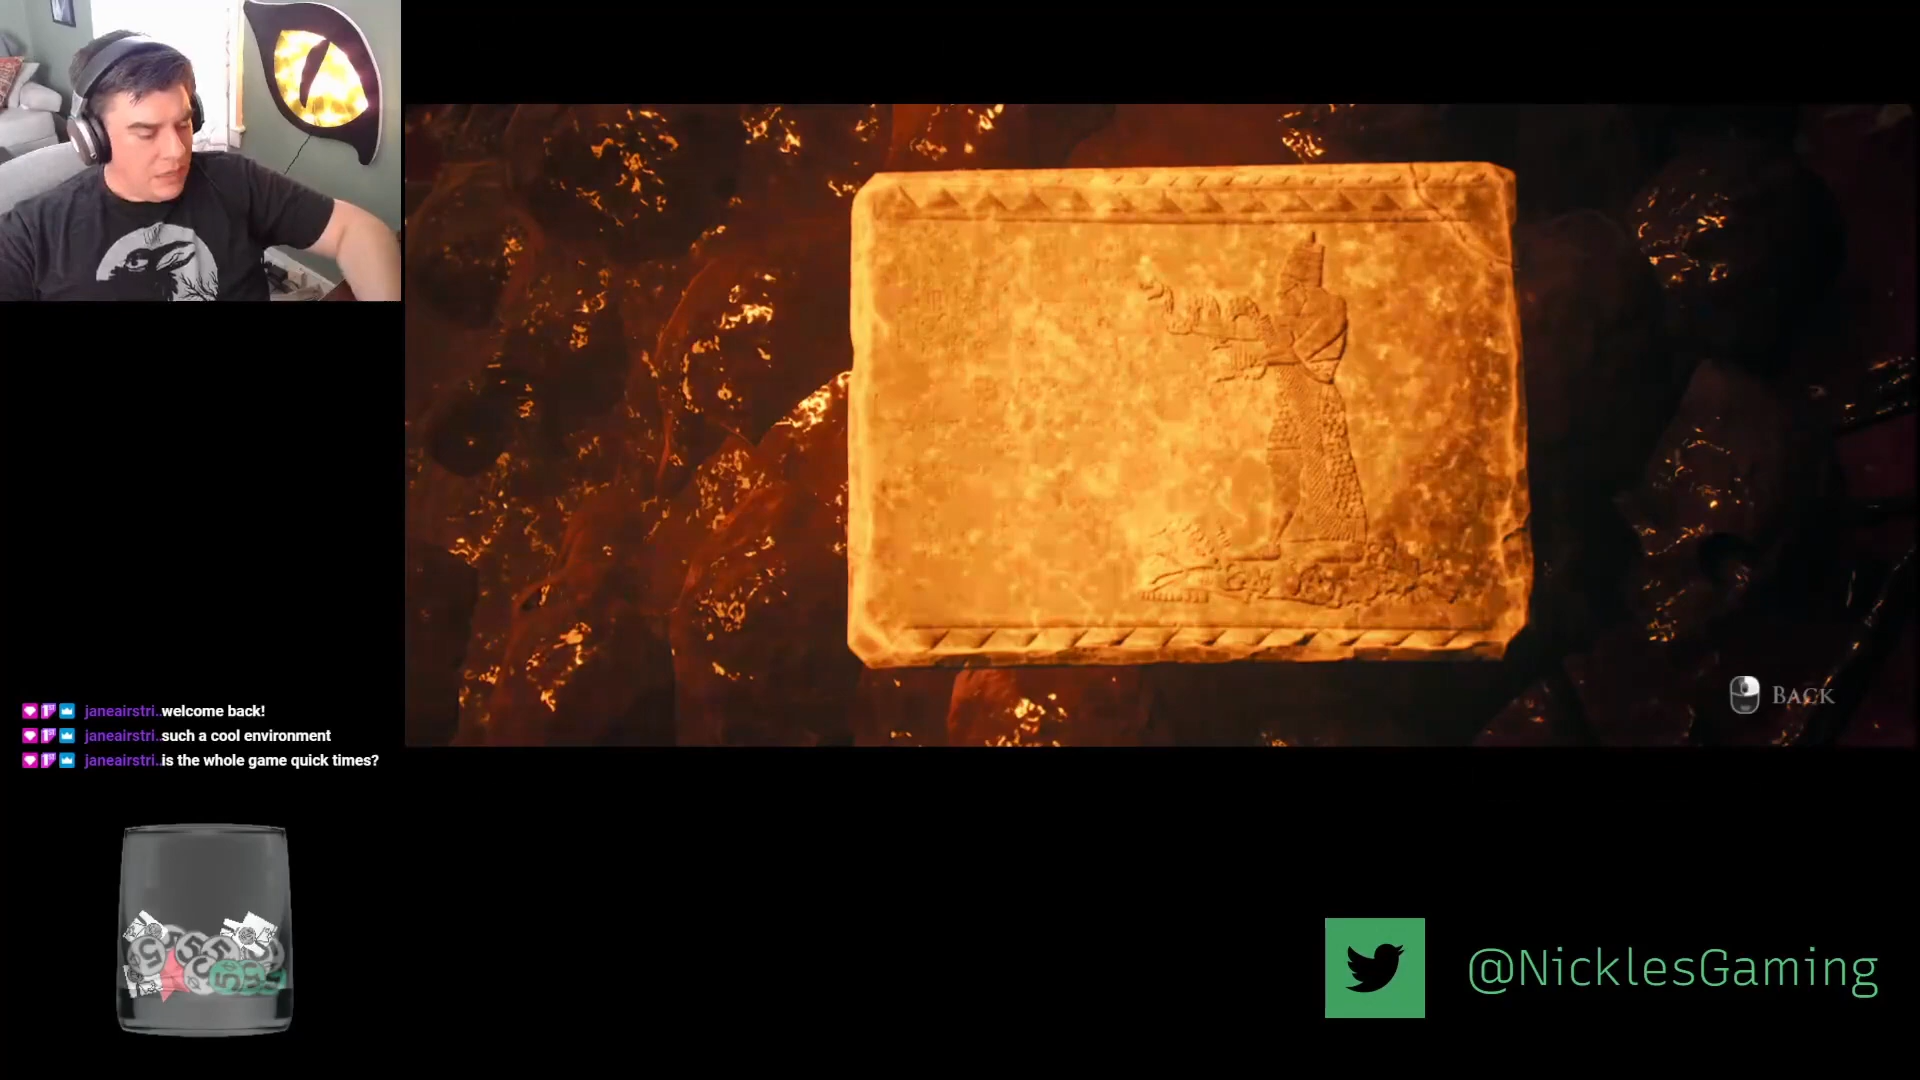 janeairstri..welcome back!
janeairstri..such a cool environment
janeairstri..is the whole game quick times?
BACK
@NicklesGaming